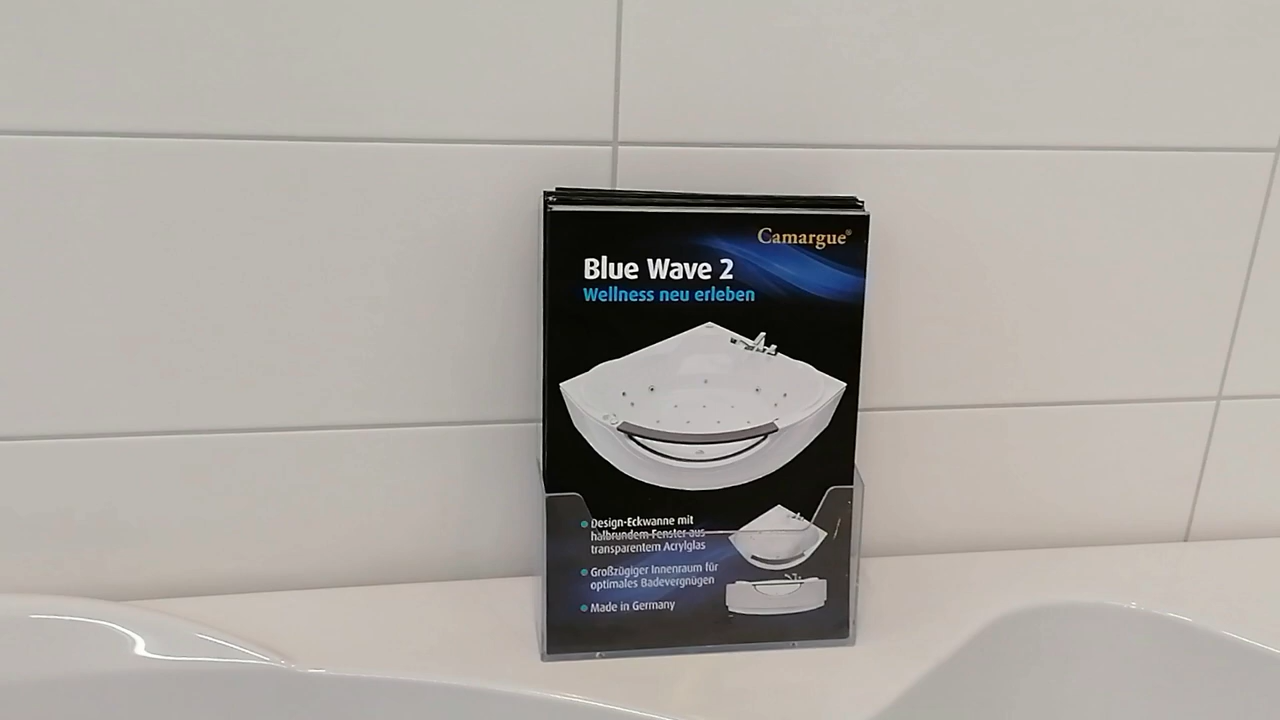 Camargue®
Blue Wave 2
Wellness neu erleben
Design-Eckwanne mit
halbrundem Fenster aus
transparentem Acrylglas
Großzügiger Innenraum für
optimales Badevergnügen
Made in Germany